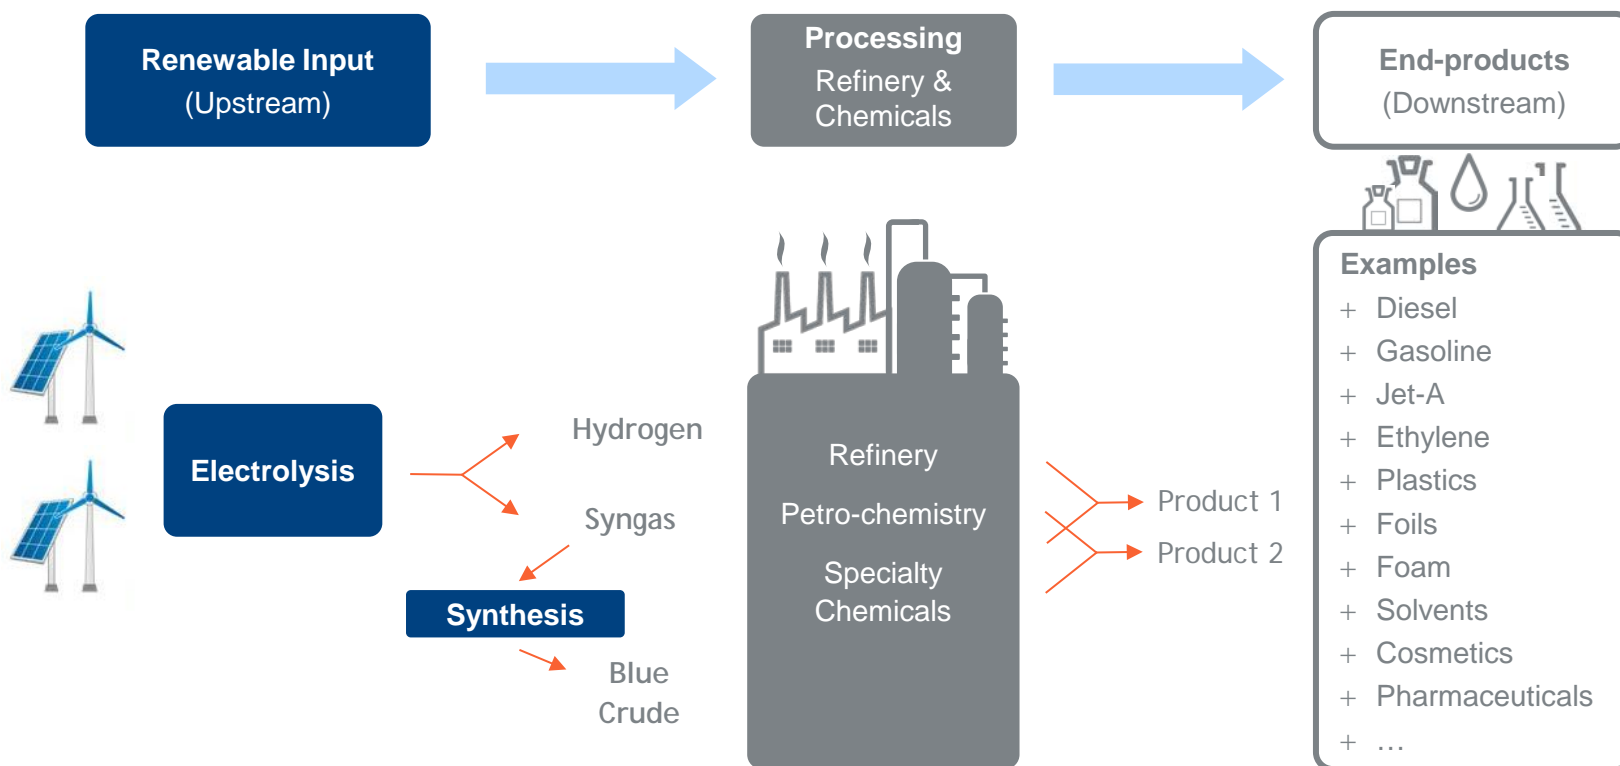 Renewable Input
(Upstream)
Processing
Refinery &
Chemicals
End-products
(Downstream)
Electrolysis
Hydrogen
Syngas
Synthesis
Blue
Crude
Refinery
Petro-chemistry
Specialty
Chemicals
Product 1
Product 2
Examples
+ Diesel
+ Gasoline
+ Jet-A
+ Ethylene
+ Plastics
+ Foils
+ Foam
+ Solvents
+ Cosmetics
+ Pharmaceuticals
+ …